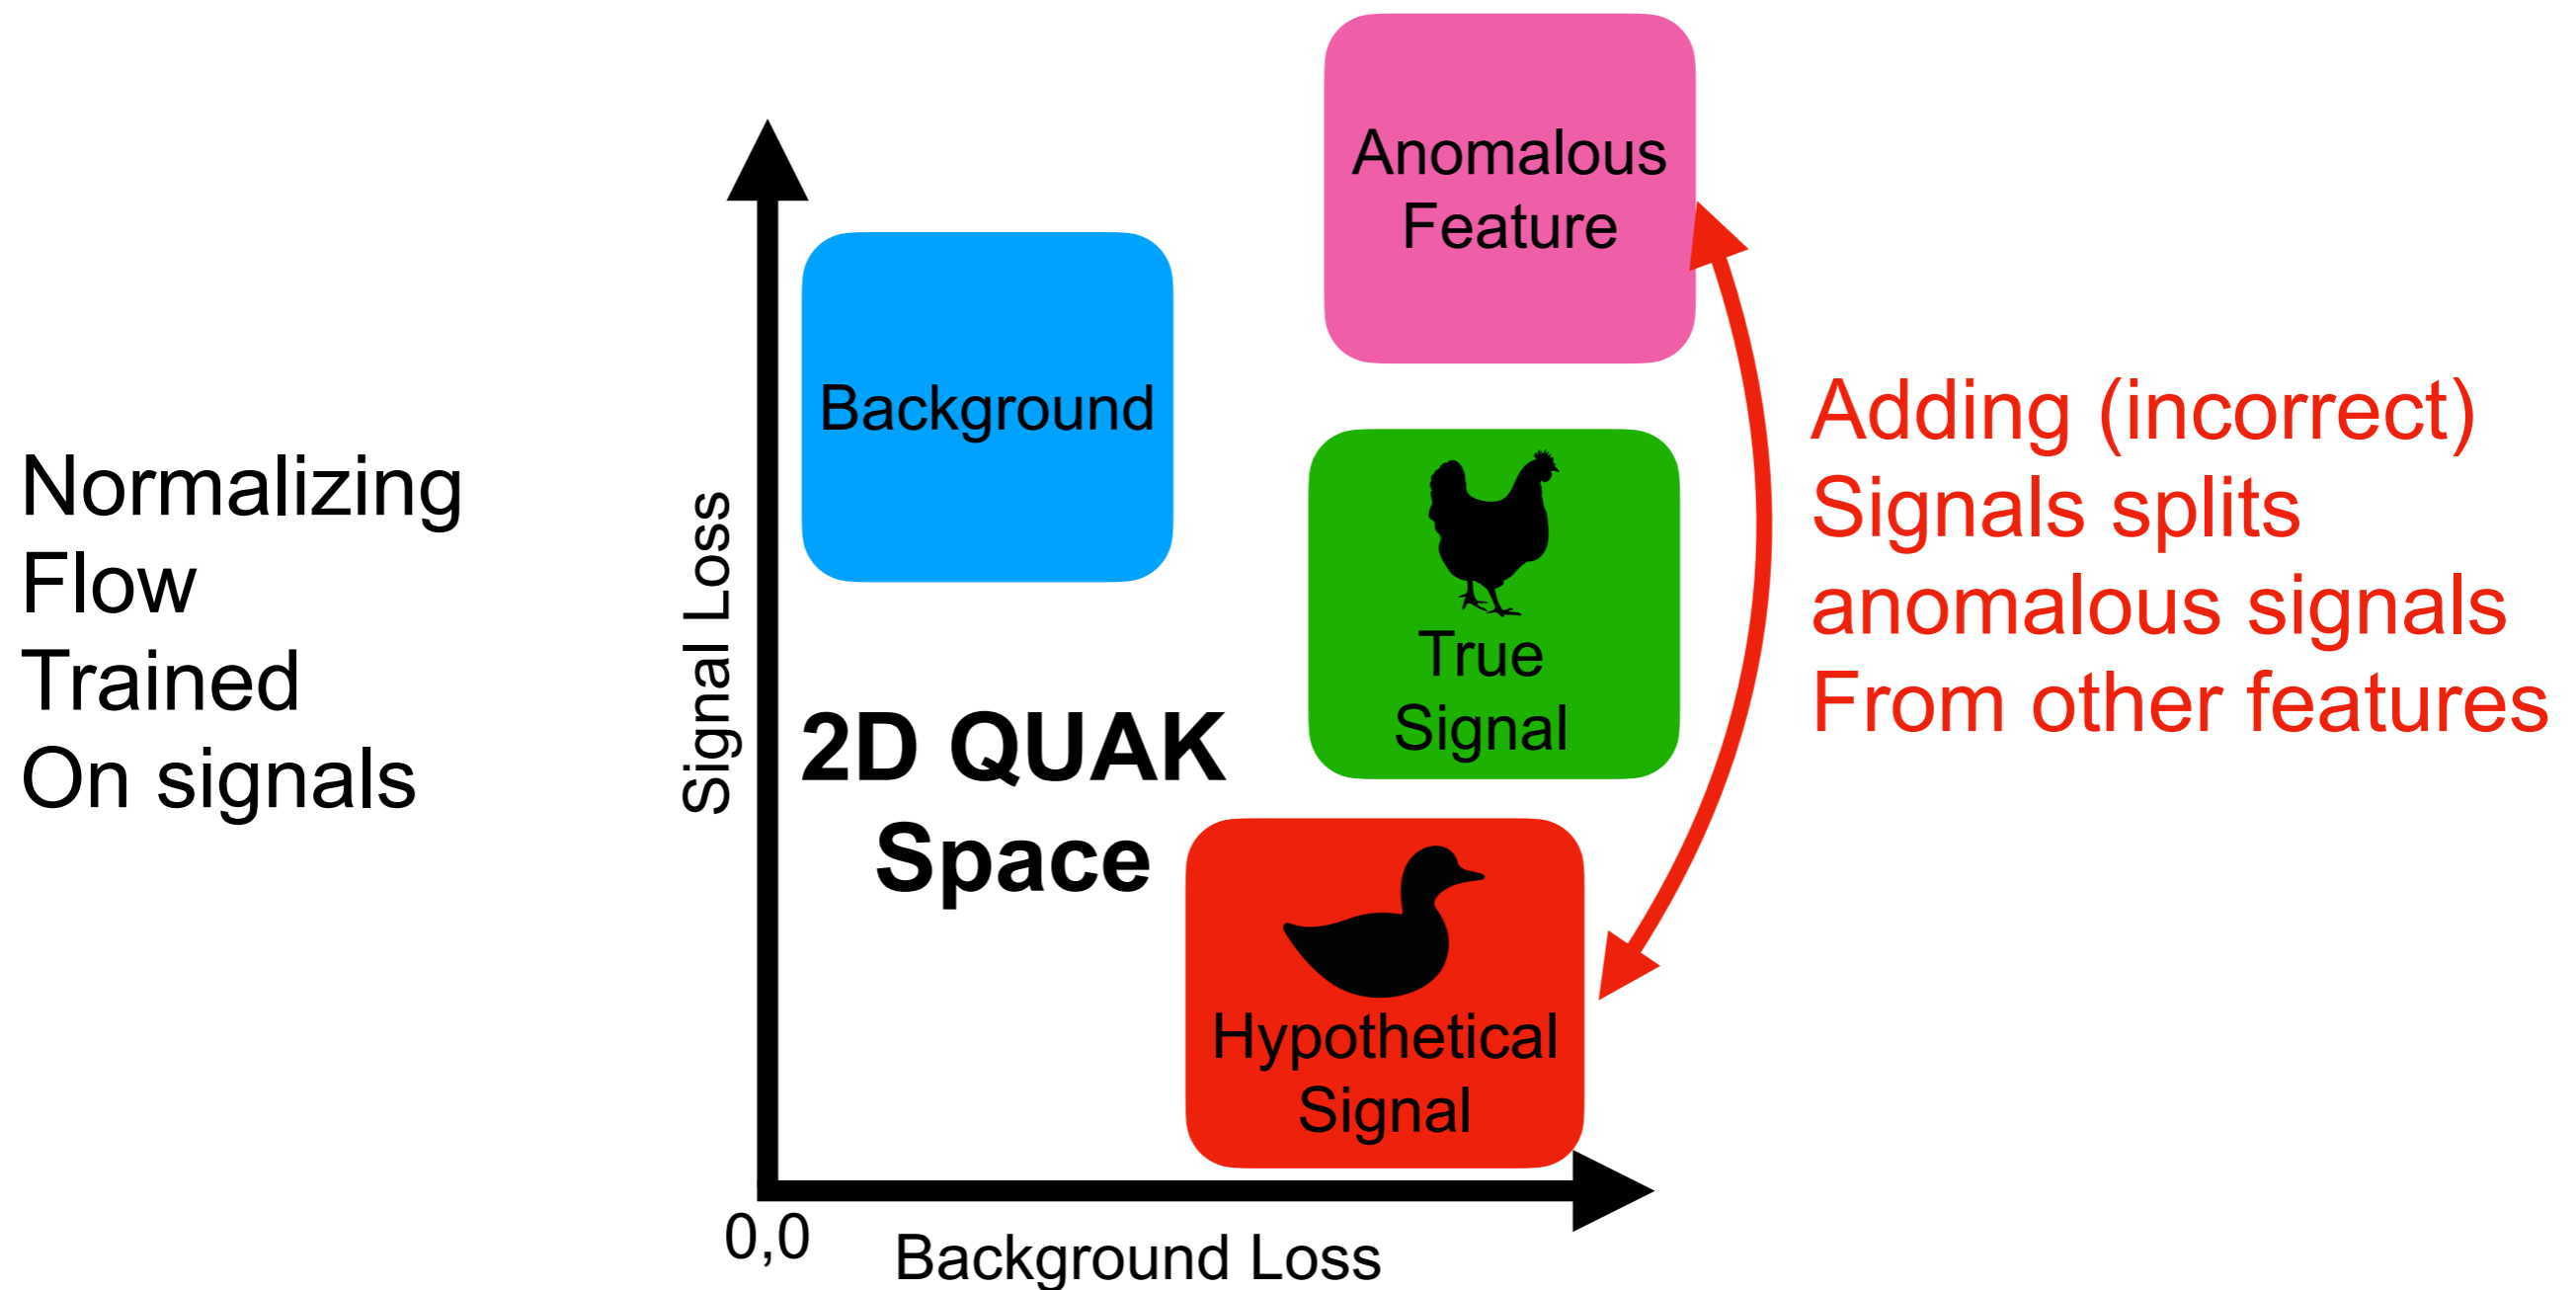 Normalizing
Flow
Trained
On signals
Signal Loss
Background
Anomalous
Feature
True
Signal
2D QUAK
Space
Hypothetical
Signal
0,0
Background Loss
Adding (incorrect)
Signals splits
anomalous signals
From other features